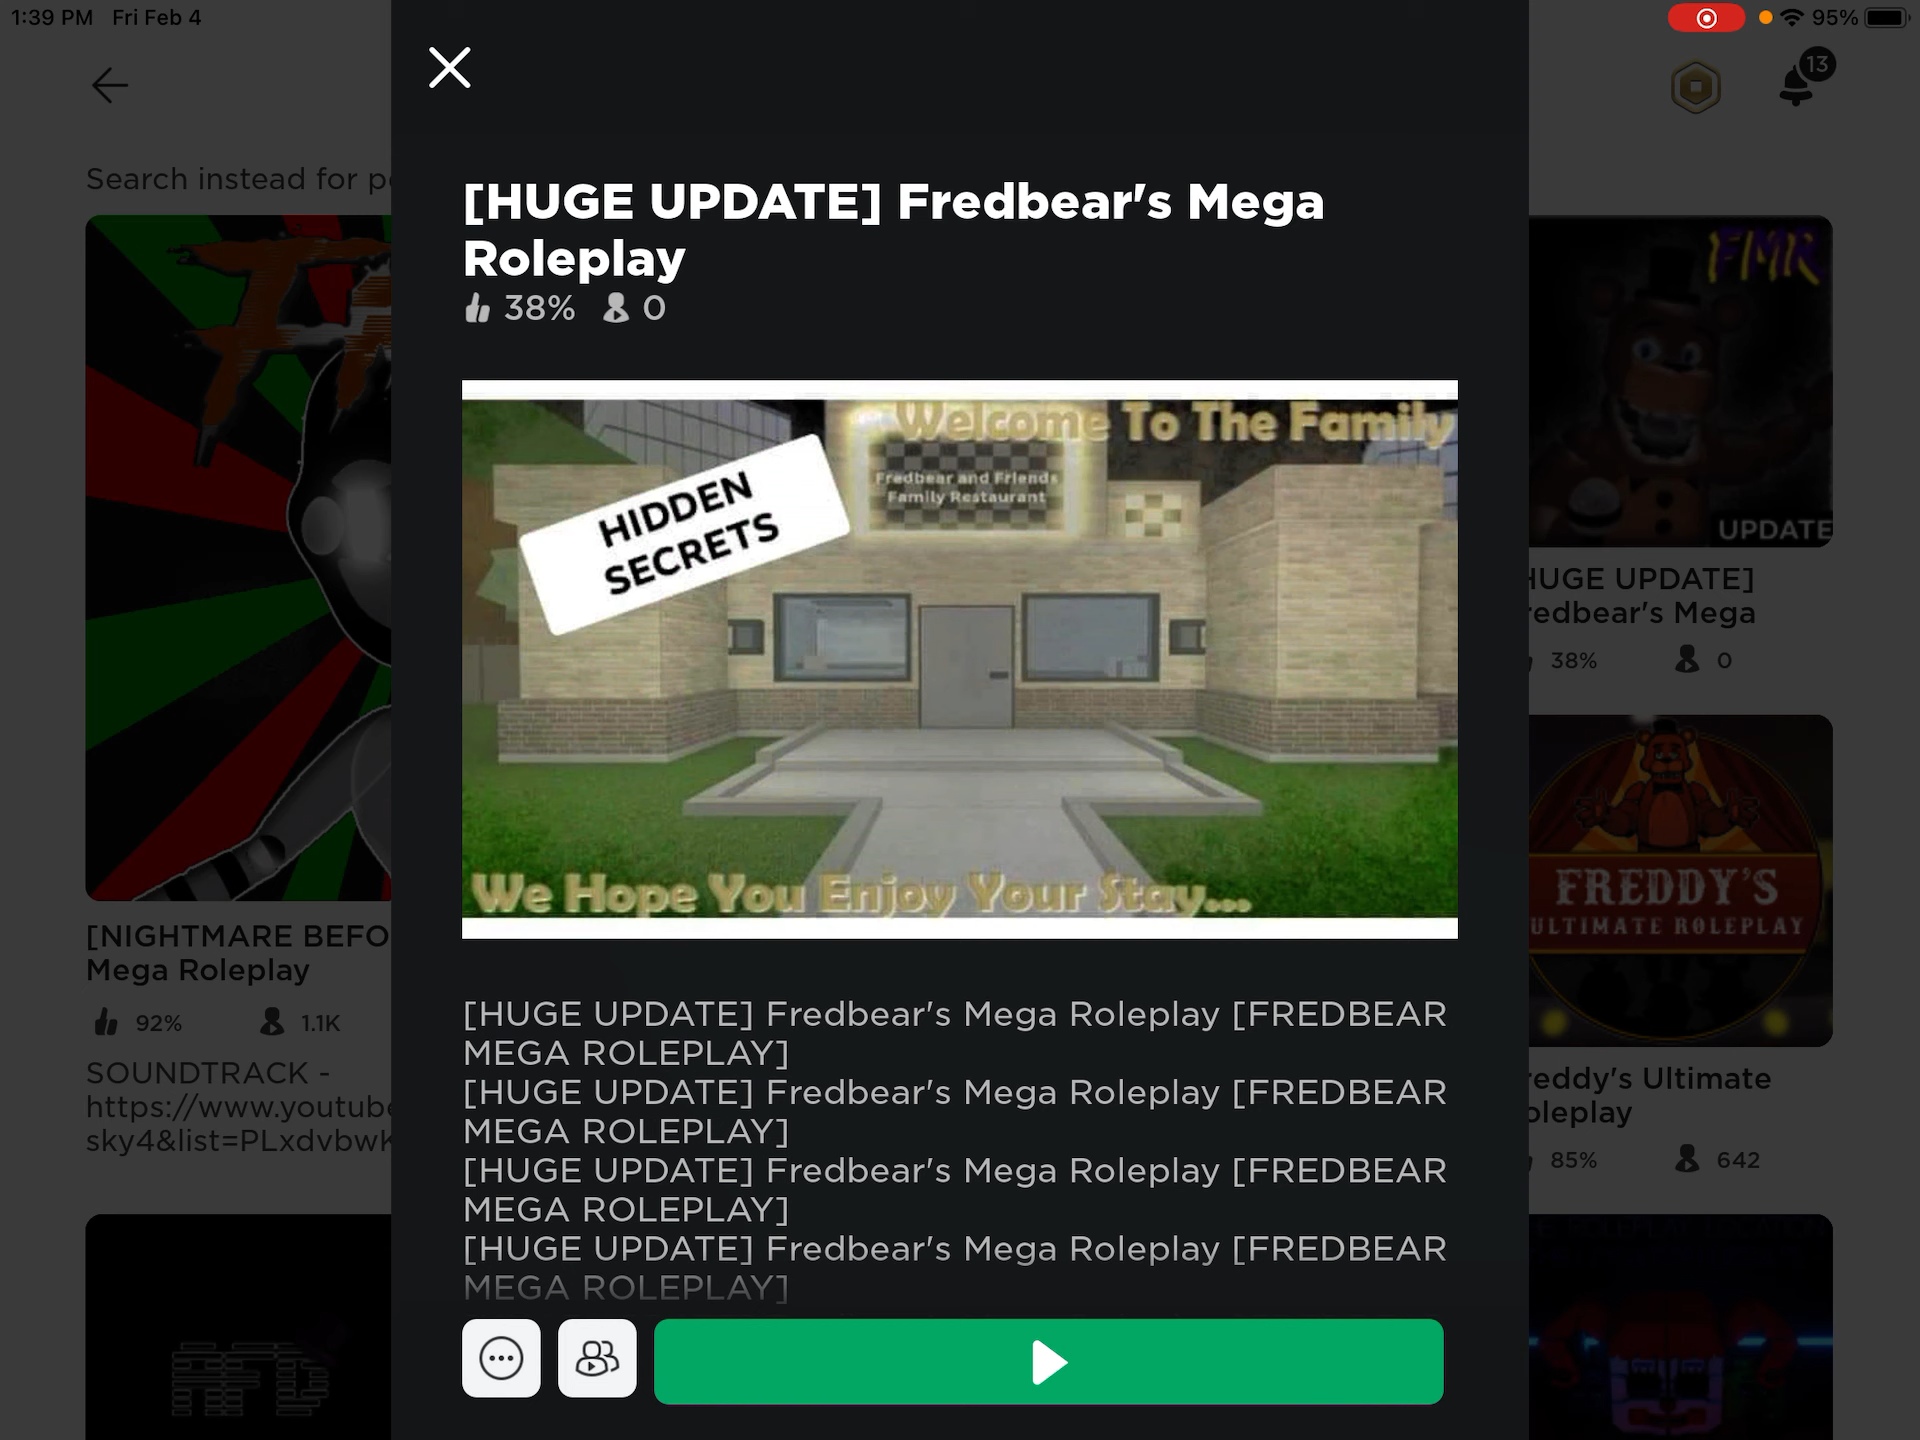 1:39 PM Fri Feb 4
95%
13
Search instead for
[HUGE UPDATE] Fredbear's Mega
Roleplay
38% 0
Welcome To The Family
Fredbear and Friends
Family Restaurant
HIDDEN
SECRETS
We Hope You Enjoy Your Stay...
[HUGE UPDATE] Fredbear's Mega Roleplay [FREDBEAR
MEGA ROLEPLAY]
[HUGE UPDATE] Fredbear's Mega Roleplay [FREDBEAR
MEGA ROLEPLAY]
[HUGE UPDATE] Fredbear's Mega Roleplay [FREDBEAR
MEGA ROLEPLAY]
[HUGE UPDATE] Fredbear's Mega Roleplay [FREDBEAR
MEGA ROLEPLAY]
[NIGHTMARE BEFO
Mega Roleplay
92% 1.1K
SOUNDTRACK -
https://www.youtube
sky4&list=PLxdvbwK
FMR
UPDATE
HUGE UPDATE]
redbear's Mega
38% 0
FREDDY'S
ULTIMATE ROLEPLAY
reddy's Ultimate
oleplay
85% 642